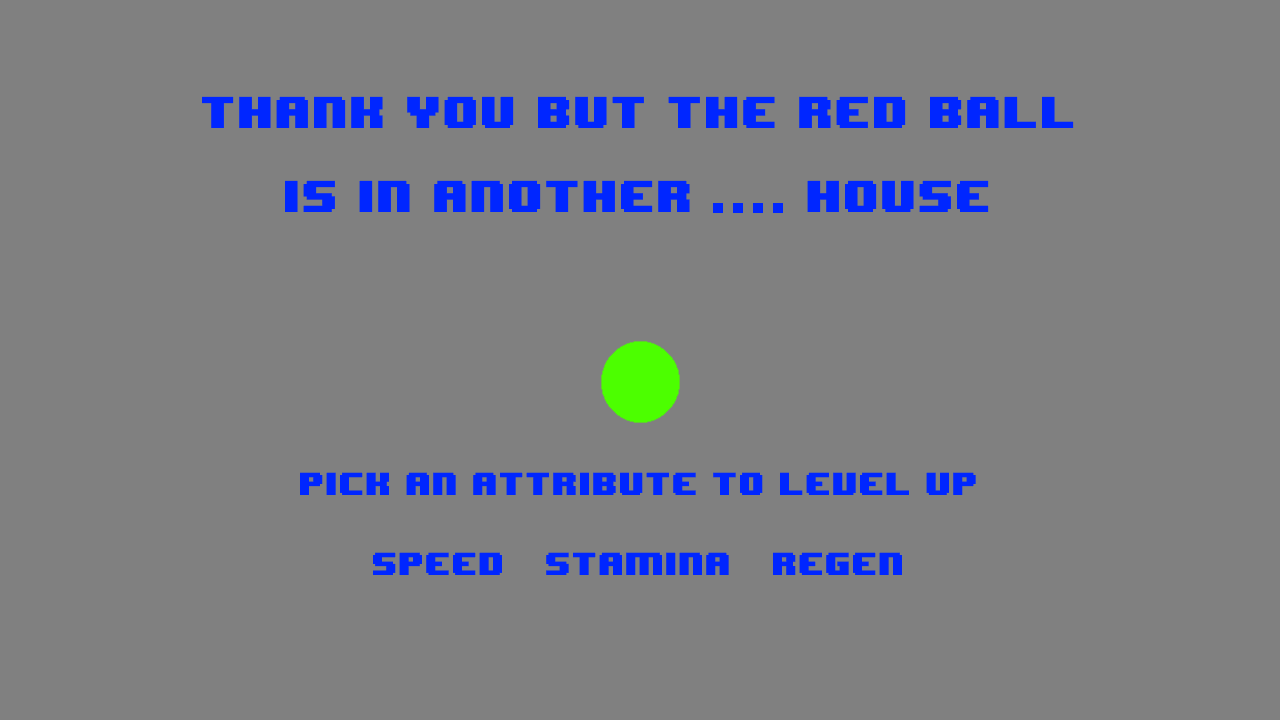 THANK YOU BUT THE RED BALL
IS IN ANOTHER .... HOUSE
PICK AN ATTRIBUTE TO LEVEL UP
SPEED STAMINA REGEN